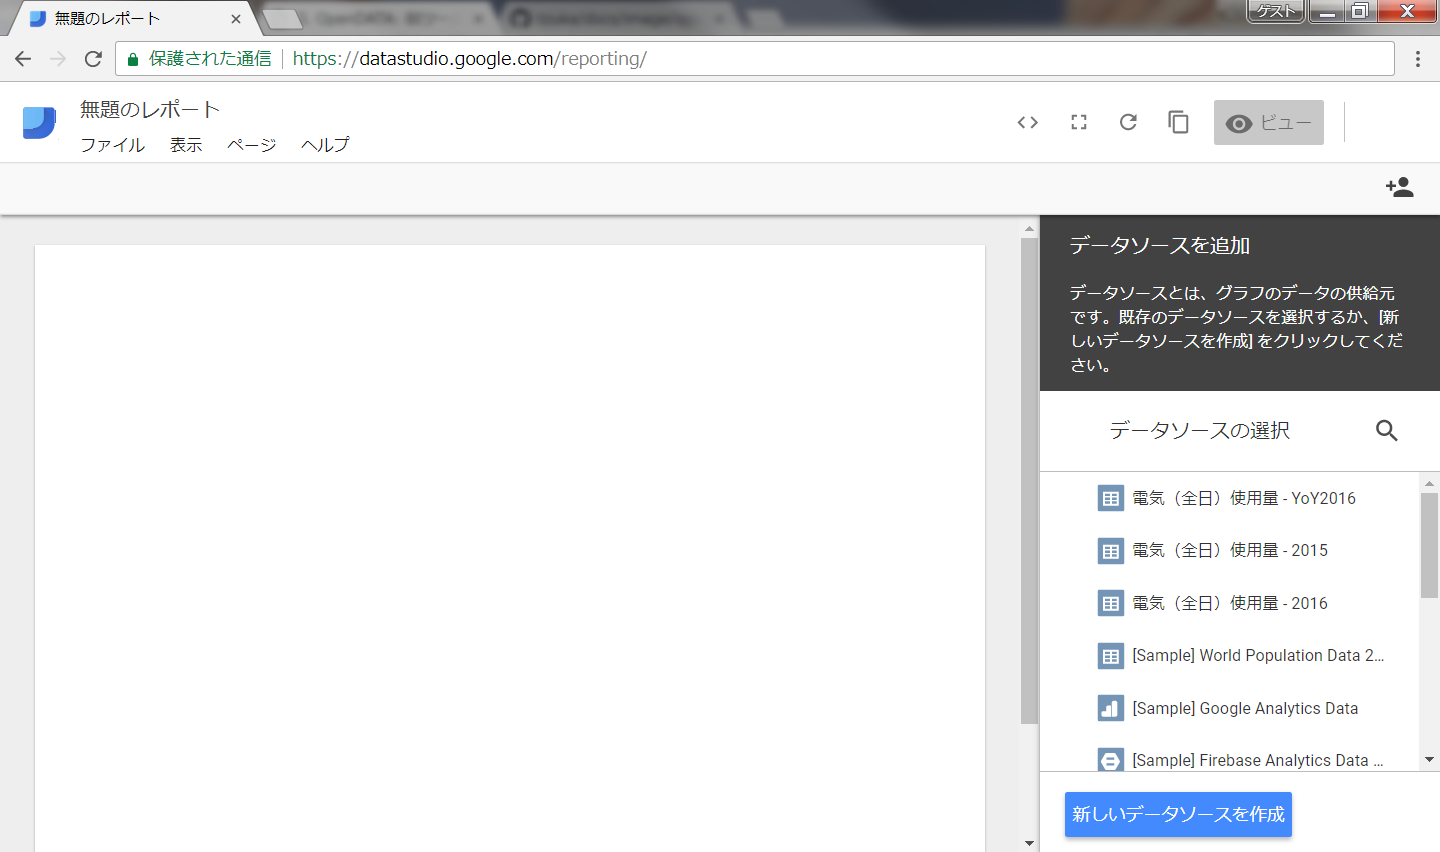 無題のレポート
ゲスト
保護された通信
https://datastudio.google.com/reporting/
無題のレポート
ファイル 表示 ページ ヘルプ
ビュー
データソースを追加
データソースとは、グラフのデータの供給元
です。既存のデータソースを選択するか、[新
しいデータソースを作成] をクリックしてくだ
さい。
データソースの選択
電気（全日）使用量 - YoY2016
電気（全日）使用量 - 2015
電気（全日）使用量 - 2016
[Sample] World Population Data 2...
[Sample] Google Analytics Data
[Sample] Firebase Analytics Data ...
新しいデータソースを作成